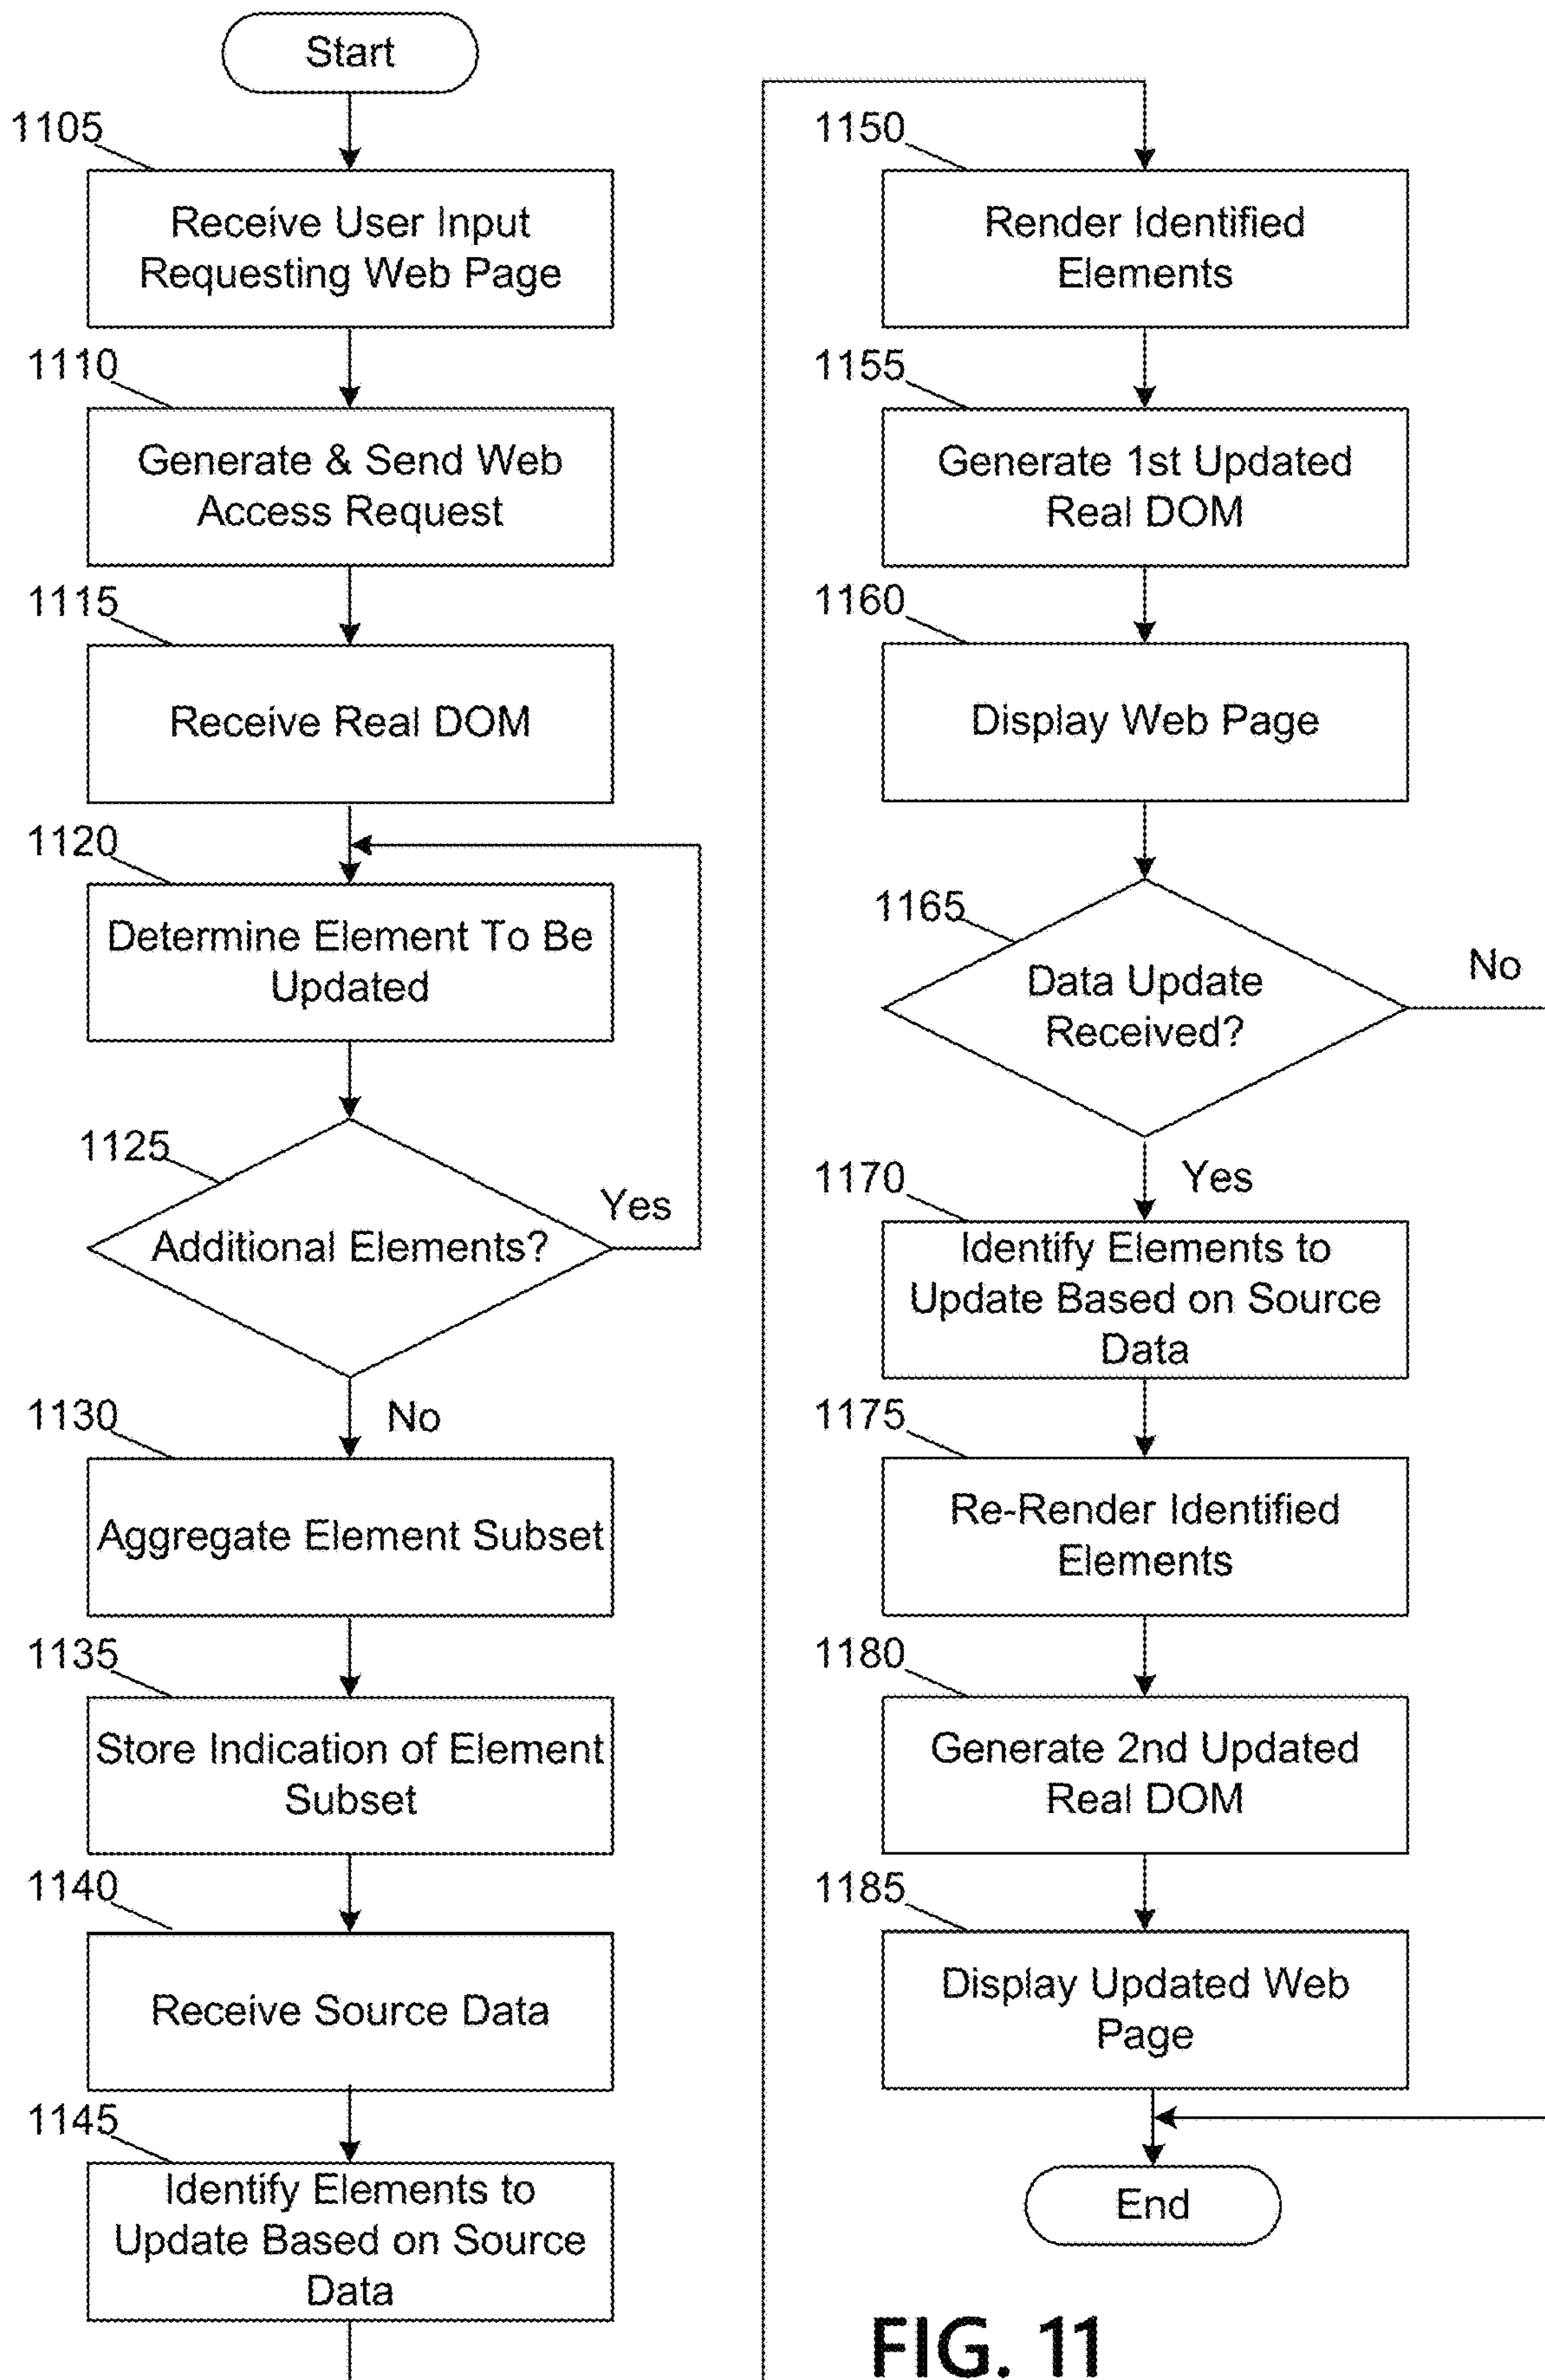 Start
1105
Receive User Input
Requesting Web Page
1110
Generate & Send Web
Access Request
1115
Receive Real DOM
1120
Determine Element To Be
Updated
1125
Additional Elements?
Yes
No
1130
Aggregate Element Subset
1135
Store Indication of Element
Subset
1140
Receive Source Data
1145
Identify Elements to
Update Based on Source
Data
1150
Render Identified
Elements
1155
Generate 1st Updated
Real DOM
1160
Display Web Page
1165
Data Update
Received?
No
Yes
1170
Identify Elements to
Update Based on Source
Data
1175
Re-Render Identified
Elements
1180
Generate 2nd Updated
Real DOM
1185
Display Updated Web
Page
End
FIG. 11